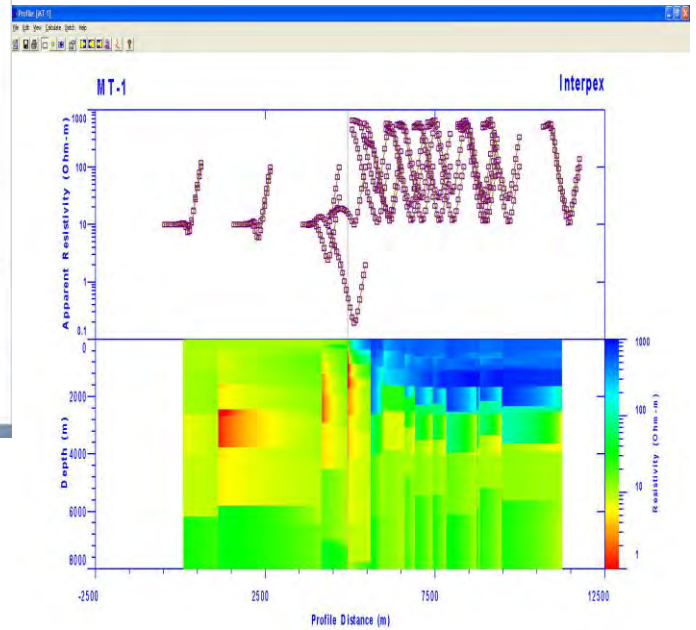 Profile [MT-1]
File Edit View Calculate Batch Help
MT-1
Interpex
Apparent Resistivity (Ohm-m)
1000
100
10
1
0.1
Depth (m)
0
2000
4000
6000
8000
1000
100
10
1
Resistivity (Ohm-m)
-2500
2500
7500
12500
Profile Distance (m)